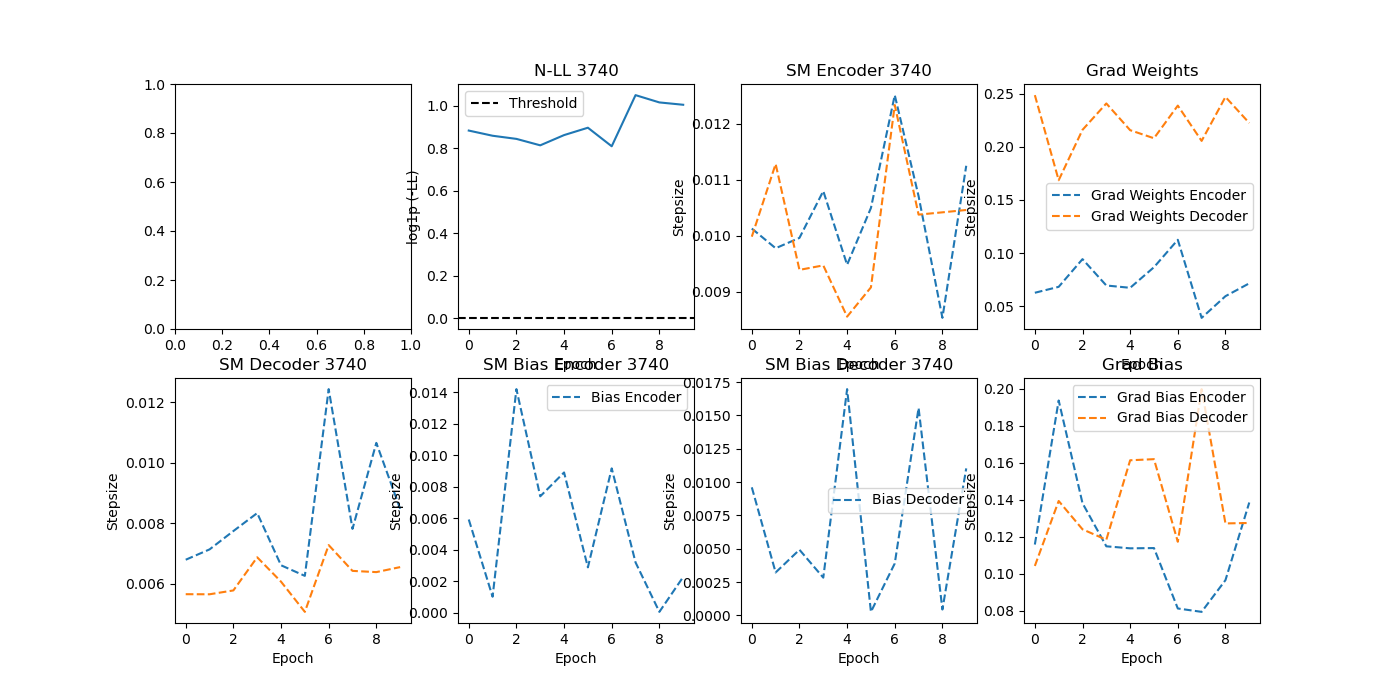 1.0
0.8
0.6
0.4
0.2
0.0
0.0 0.2 0.4 0.6 0.8 1.0
N-LL 3740
Threshold
log1p (-LL)
1.0
0.8
0.6
0.4
0.2
0.0
0 2 4 6 8
Epoch
SM Encoder 3740
Stepsize
0.012
0.011
0.010
0.009
0 2 4 6 8
Epoch
Grad Weights
Stepsize
0.25
0.20
0.15
0.10
0.05
Grad Weights Encoder
Grad Weights Decoder
0 2 4 6 8
Epoch
SM Decoder 3740
Stepsize
0.012
0.010
0.008
0.006
0 2 4 6 8
Epoch
SM Bias Encoder 3740
Bias Encoder
Stepsize
0.014
0.012
0.010
0.008
0.006
0.004
0.002
0.000
0 2 4 6 8
Epoch
SM Bias Decoder 3740
Bias Decoder
Stepsize
0.0175
0.0150
0.0125
0.0100
0.0075
0.0050
0.0025
0.0000
0 2 4 6 8
Epoch
Grad Bias
Grad Bias Encoder
Grad Bias Decoder
Stepsize
0.20
0.18
0.16
0.14
0.12
0.10
0.08
0 2 4 6 8
Epoch